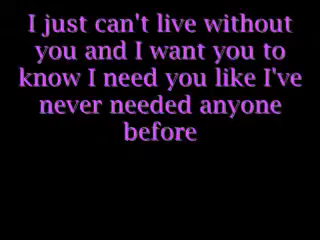 I just can't live without
you and I want you to
know I need you like I've
never needed anyone
before